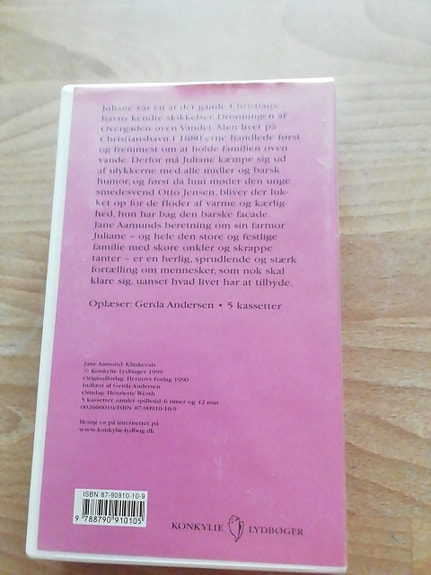 Juliane var en af det gamle Christians-
havns kendte skikkelser, Dronningen af
Overgaden oven Vandet. Men livet på
Christianshavn i 1880'erne handlede først
og fremmest om at holde familien oven
vande. Derfor må Juliane kæmpe sig ud
af ulykkerne med alle midler og barsk
humor, og først da hun møder den unge
smedesvend Otto Jensen, bliver der luk-
ket op for de floder af varme og kærlig-
hed, hun har bag den barske facade.
Jane Aamunds beretning om sin farmor
Juliane – og hele den store og festlige
familie med skøre onkler og skrappe
tanter – er en herlig, sprudlende og stærk
fortælling om mennesker, som nok skal
klare sig, uanset hvad livet har at tilbyde.
Oplæser: Gerda Andersen • 5 kassetter
Jane Aamund: Klinkevals
© Konkylie Lydbøger 1999
Originalforlag: Hernovs Forlag 1990
Indlæst af Gerda Andersen
Omslag: Henriette Westh
5 kassetter, samlet spilletid: 6 timer og 42 min.
0026000010/ISBN 87-90910-10-9
Besøg os på internettet på
www.konkylie-lydbog.dk
ISBN 87-90910-10-9
9 788790 910105
KONKYLIE LYDBØGER